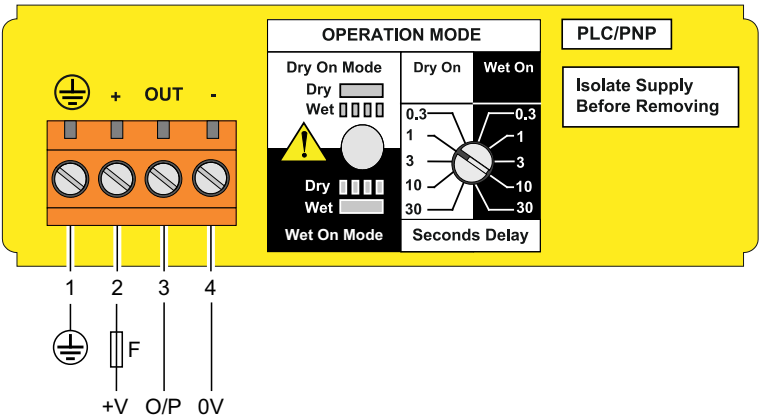 OPERATION MODE
PLC/PNP
Dry On Mode
Dry On
Wet On
Isolate Supply
Before Removing
+ OUT -
Dry
Wet
0.3 0.3
1 1
3 3
10 10
30 30
Dry
Wet
Wet On Mode
Seconds Delay
1 2 3 4
F
+V O/P 0V